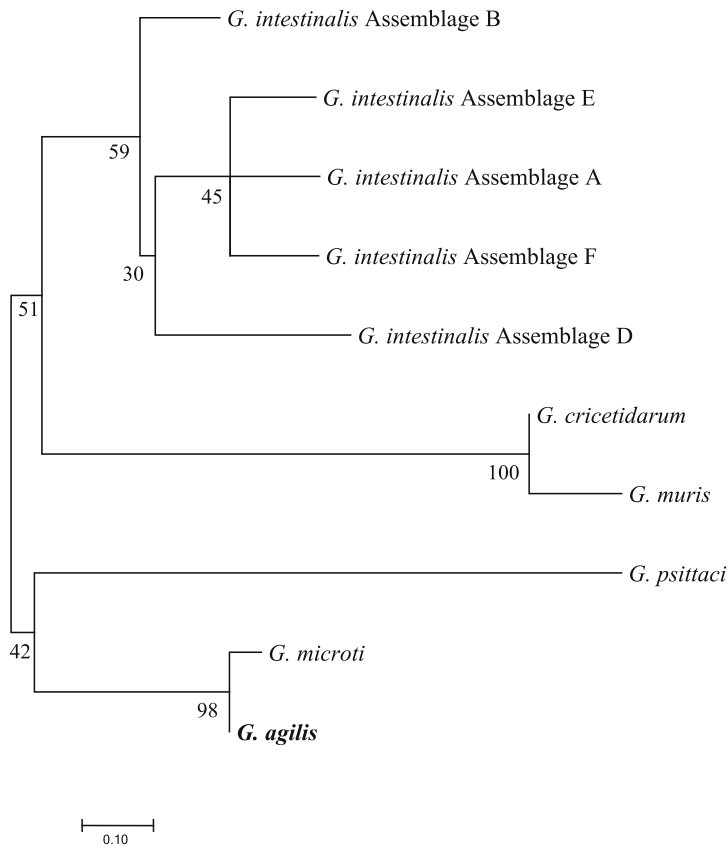 G. intestinalis Assemblage B
G. intestinalis Assemblage E
59
G. intestinalis Assemblage A
45
G. intestinalis Assemblage F
30
51
G. intestinalis Assemblage D
G. cricetidarum
100
G. muris
G. psittaci
42
G. microti
98
G. agilis
0.10